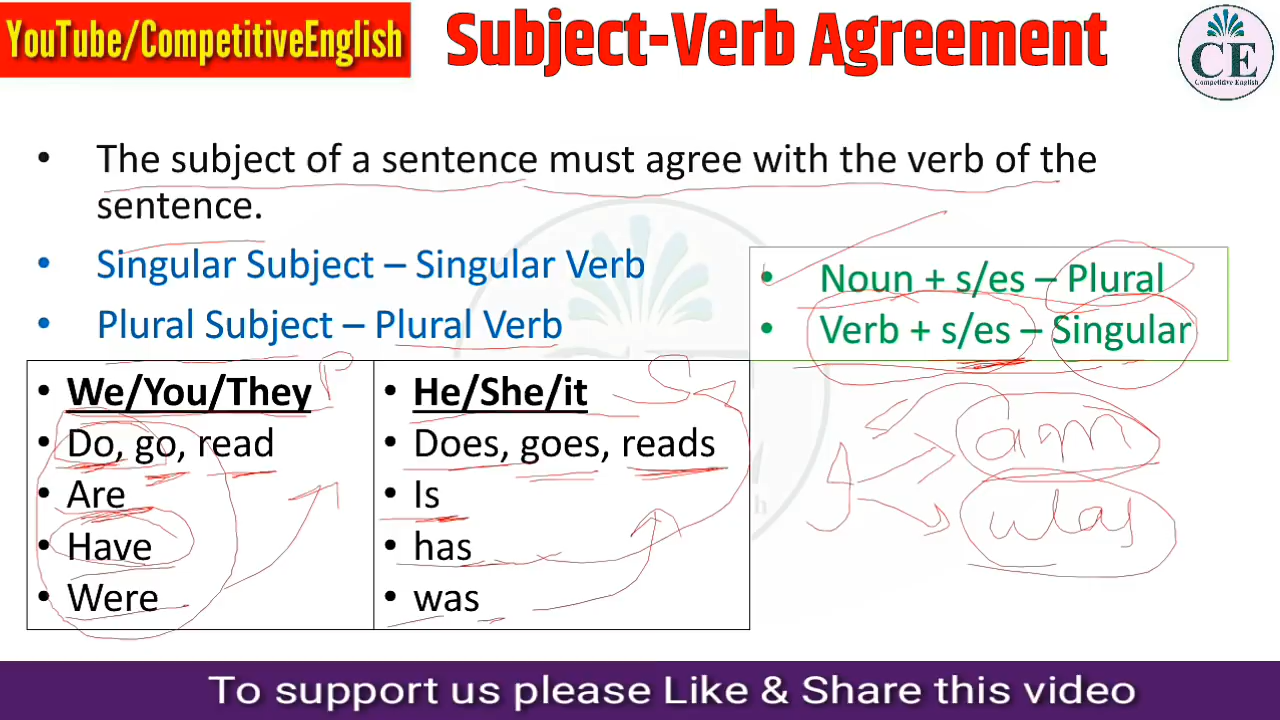 YouTube/CompetitiveEnglish
Subject-Verb Agreement
CE
Competitive English
• The subject of a sentence must agree with the verb of the
sentence.
• Singular Subject – Singular Verb
• Plural Subject – Plural Verb
• Noun + s/es – Plural
• Verb + s/es – Singular
• We/You/They P
• Do, go, read
• Are
• Have
• Were
• He/She/it
• Does, goes, reads
• Is
• has
• was
I
am
was
To support us please Like & Share this video